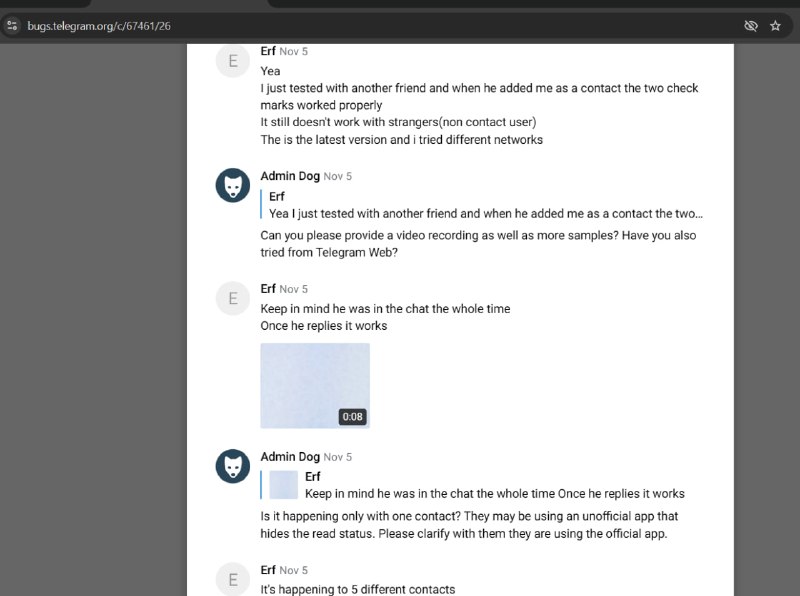 bugs.telegram.org/c/67461/26
Erf Nov 5
E
Yea
I just tested with another friend and when he added me as a contact the two check
marks worked properly
It still doesn't work with strangers(non contact user)
The is the latest version and i tried different networks
Admin Dog Nov 5
Erf
Yea I just tested with another friend and when he added me as a contact the two...
Can you please provide a video recording as well as more samples? Have you also
tried from Telegram Web?
Erf Nov 5
E
Keep in mind he was in the chat the whole time
Once he replies it works
0:08
Admin Dog Nov 5
Erf
Keep in mind he was in the chat the whole time Once he replies it works
Is it happening only with one contact? They may be using an unofficial app that
hides the read status. Please clarify with them they are using the official app.
Erf Nov 5
E
It's happening to 5 different contacts